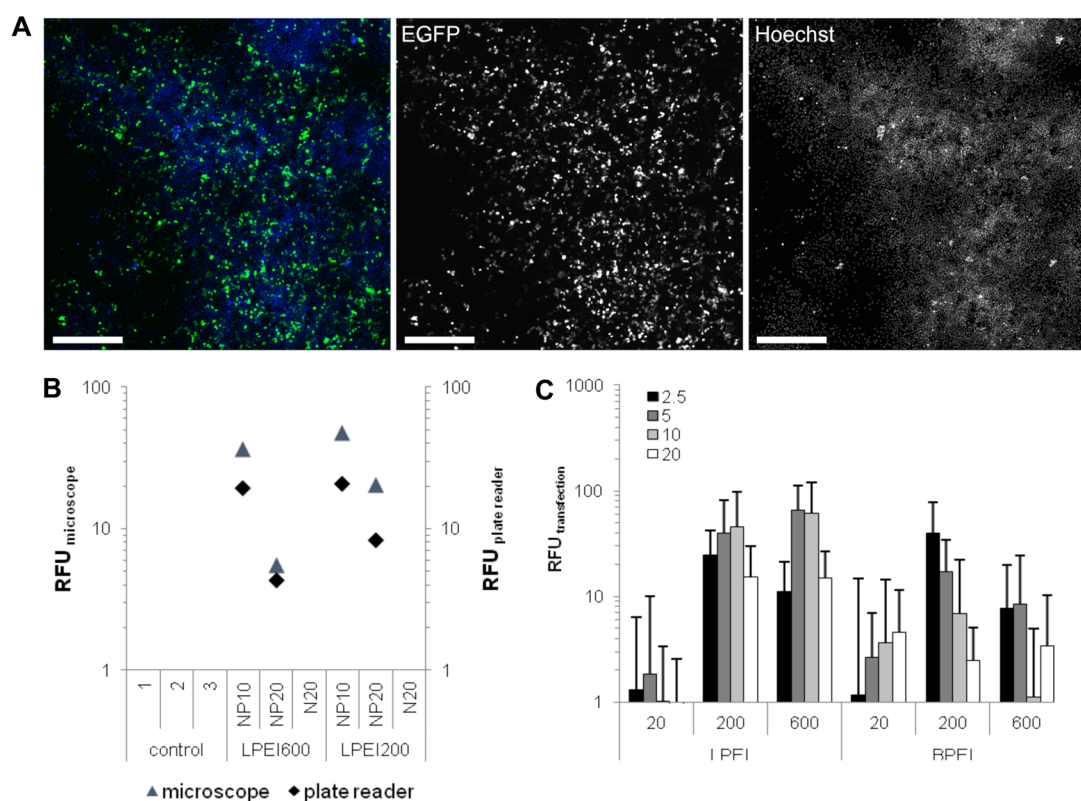 A
EGFP
Hoechst
B
100
10
1
RFU microscope
100
10
1
RFU plate reader
1 2 3 NP10 NP20 N20 NP10 NP20 N20
control LPEI600 LPEI200
microscope plate reader
C
1000
100
10
1
RFU transfection
2.5
5
10
20
20 200 600 20 200 600
LPEI BPEI